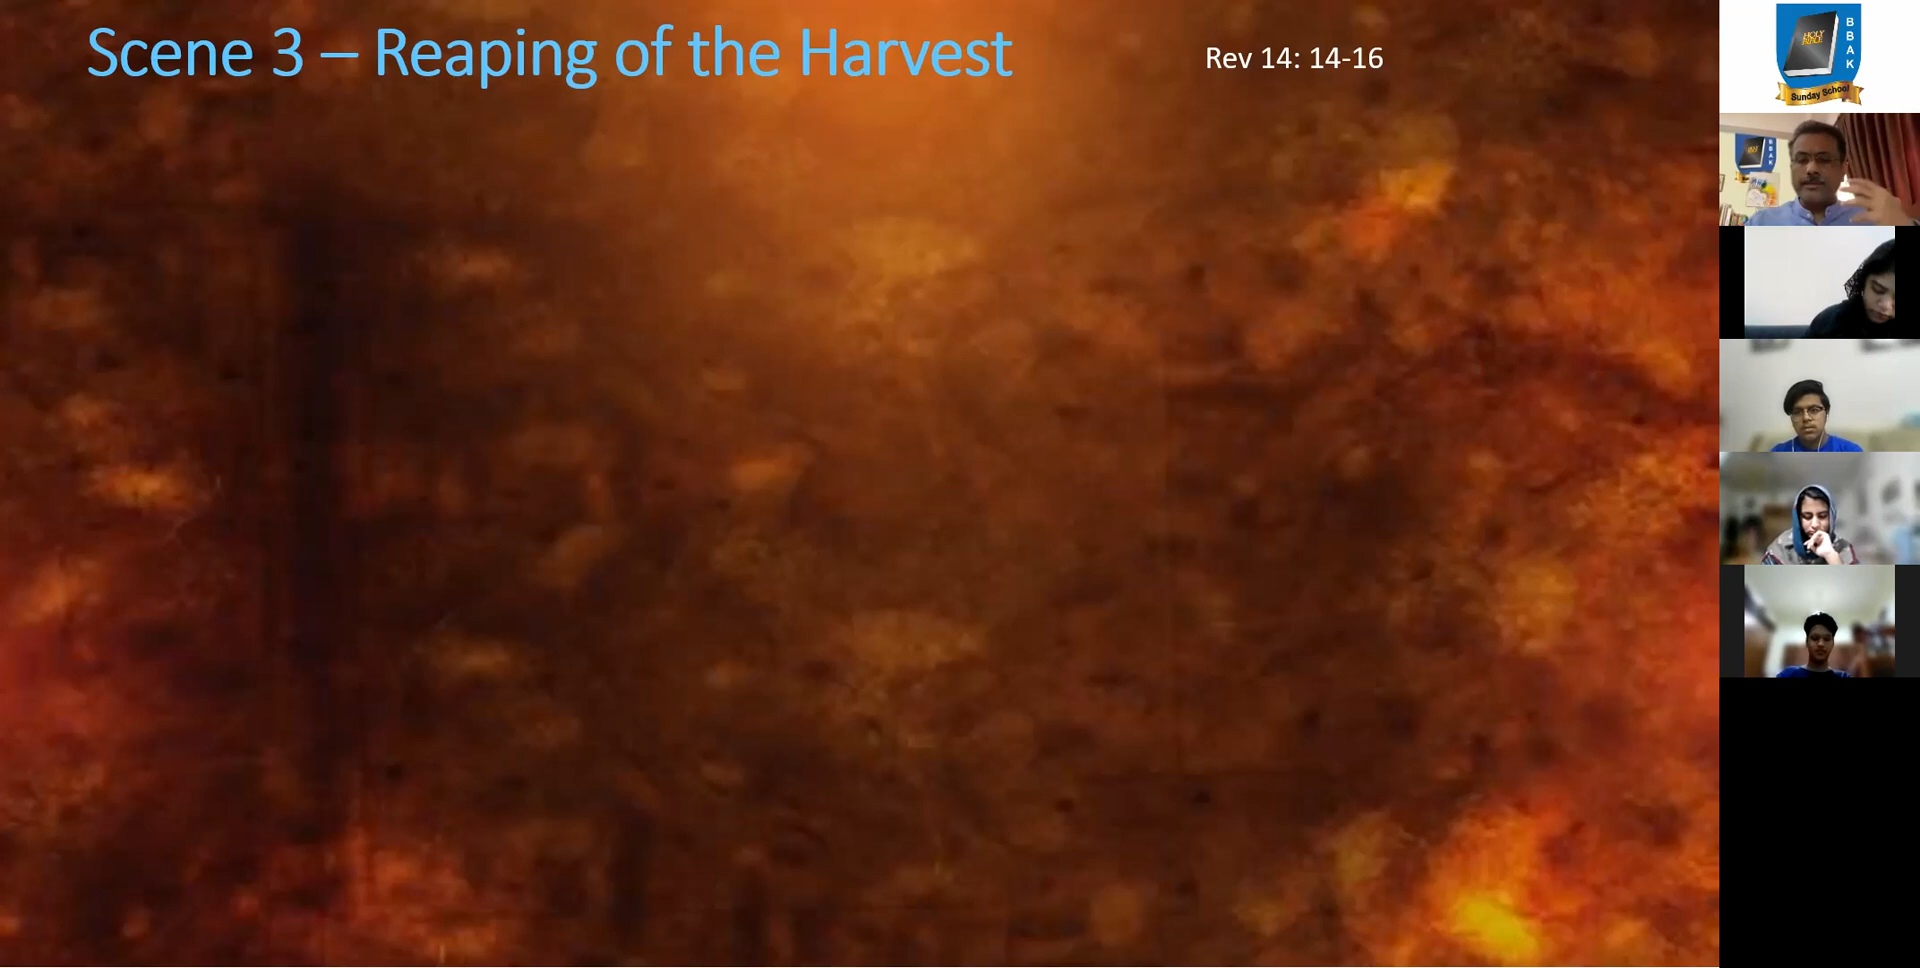 Scene 3 – Reaping of the Harvest
Rev 14: 14-16
HOLY
BIBLE
B
B
A
K
Sunday School
B
B
A
K